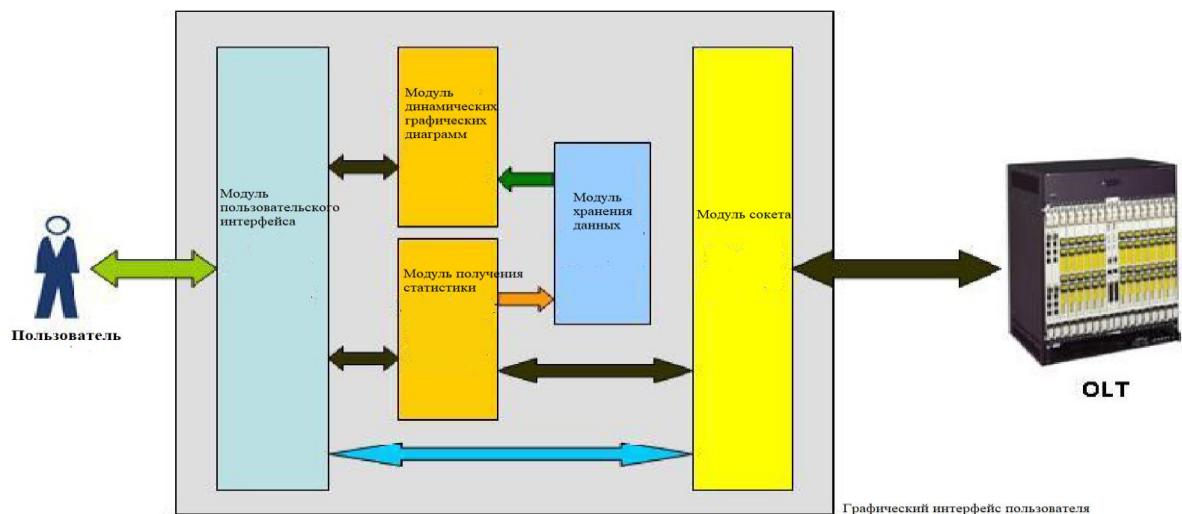 Модуль
динамических
графических
диаграмм
Модуль
пользовательского
интерфейса
Модуль
хранения
данных
Модуль сокета
Модуль получения
статистики
Пользователь
OLT
Графический интерфейс пользователя